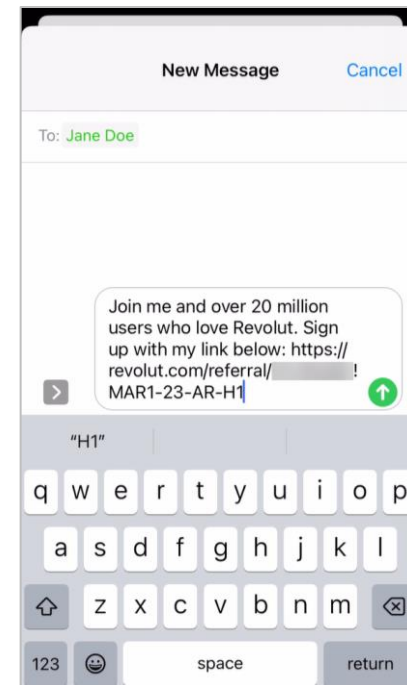 New Message Cancel
To: Jane Doe
Join me and over 20 million
users who love Revolut. Sign
up with my link below: https://
revolut.com/referral/ !
MAR1-23-AR-H1
"H1"
q w e r t y u i o p
a s d f g h j k l
z x c v b n m
123 space return